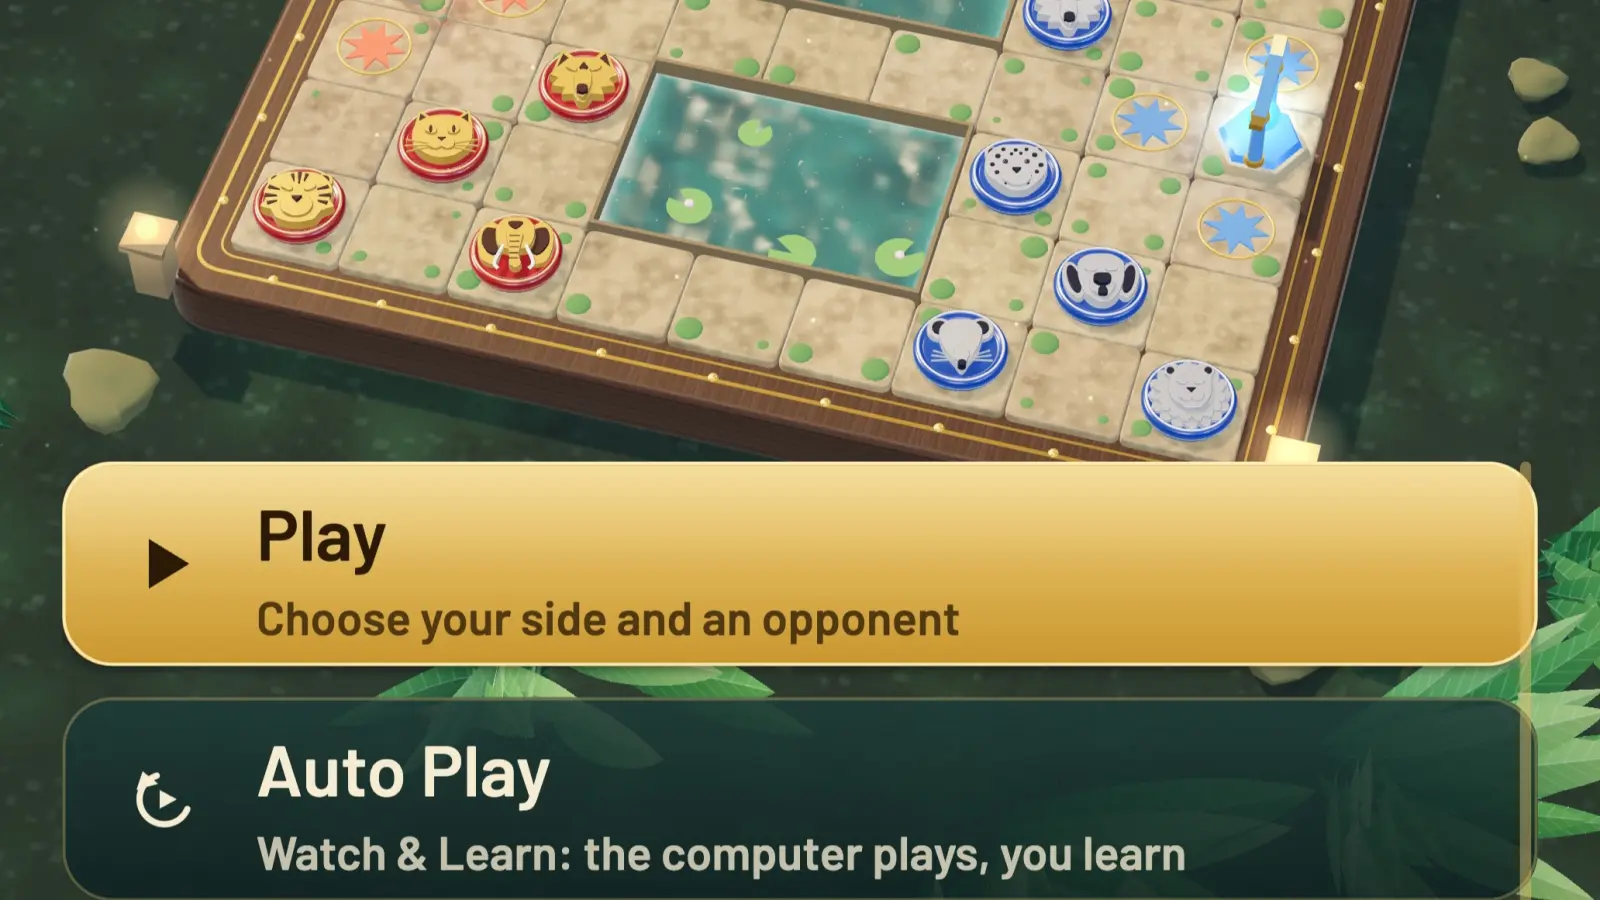 Play
Choose your side and an opponent
Auto Play
Watch & Learn: the computer plays, you learn